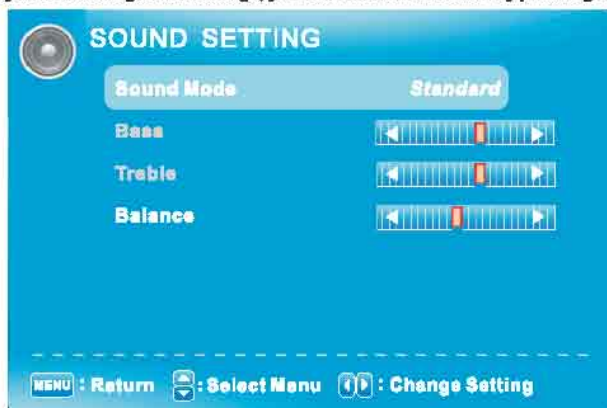 SOUND SETTING
Sound Mode Standard
Bass
Treble
Balance
MENU : Return : Select Menu : Change Setting